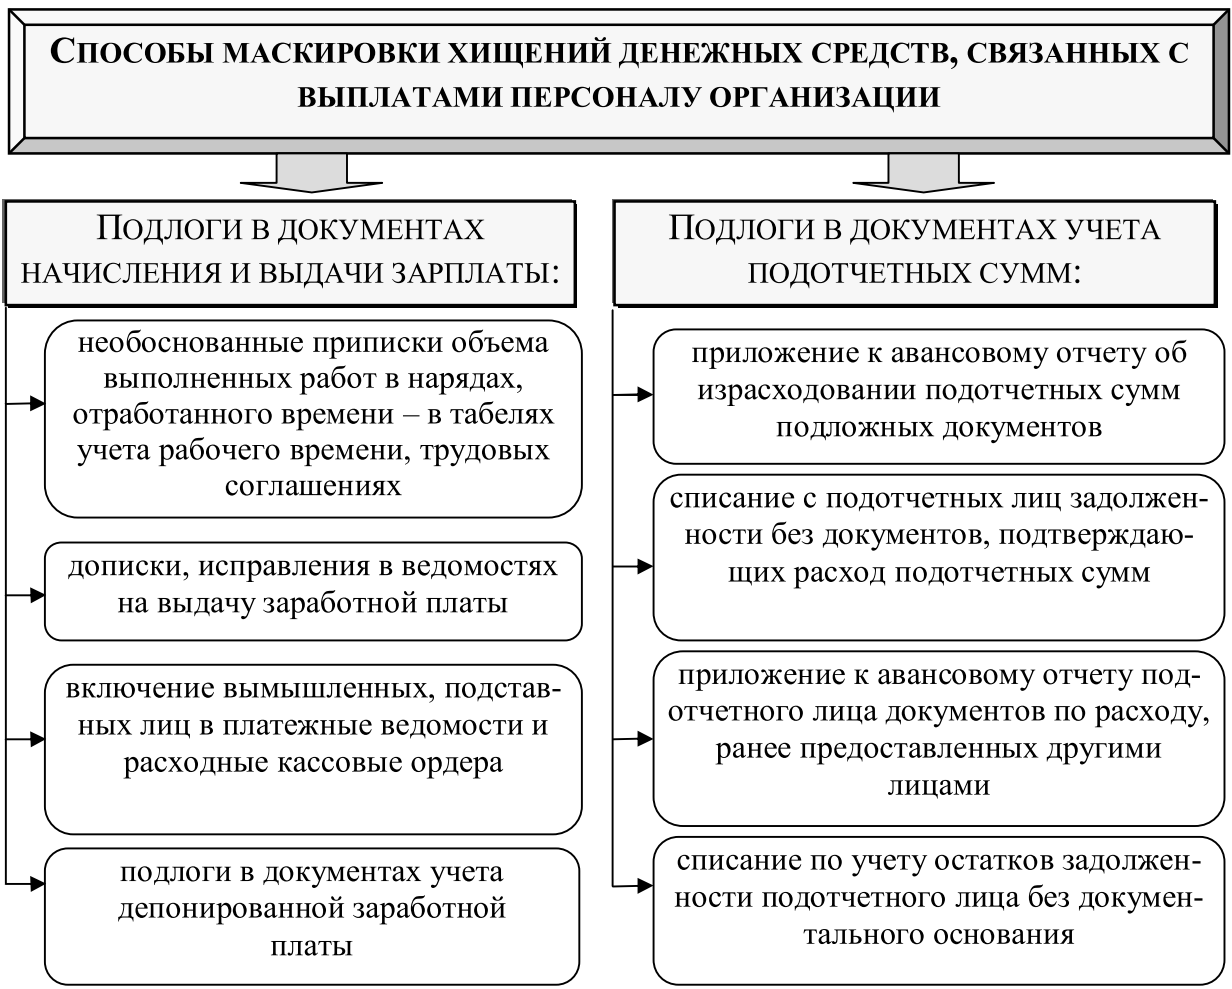 СПОСОБЫ МАСКИРОВКИ ХИЩЕНИЙ ДЕНЕЖНЫХ СРЕДСТВ, СВЯЗАННЫХ С
ВЫПЛАТАМИ ПЕРСОНАЛУ ОРГАНИЗАЦИИ
ПОДЛОГИ В ДОКУМЕНТАХ
НАЧИСЛЕНИЯ И ВЫДАЧИ ЗАРПЛАТЫ:
необоснованные приписки объема
выполненных работ в нарядах,
отработанного времени – в табелях
учета рабочего времени, трудовых
соглашениях
дописки, исправления в ведомостях
на выдачу заработной платы
включение вымышленных, подстав-
ных лиц в платежные ведомости и
расходные кассовые ордера
подлоги в документах учета
депонированной заработной
платы
ПОДЛОГИ В ДОКУМЕНТАХ УЧЕТА
ПОДОТЧЕТНЫХ СУММ:
приложение к авансовому отчету об
израсходовании подотчетных сумм
подложных документов
списание с подотчетных лиц задолжен-
ности без документов, подтверждаю-
щих расход подотчетных сумм
приложение к авансовому отчету под-
отчетного лица документов по расходу,
ранее предоставленных другими
лицами
списание по учету остатков задолжен-
ности подотчетного лица без докумен-
тального основания